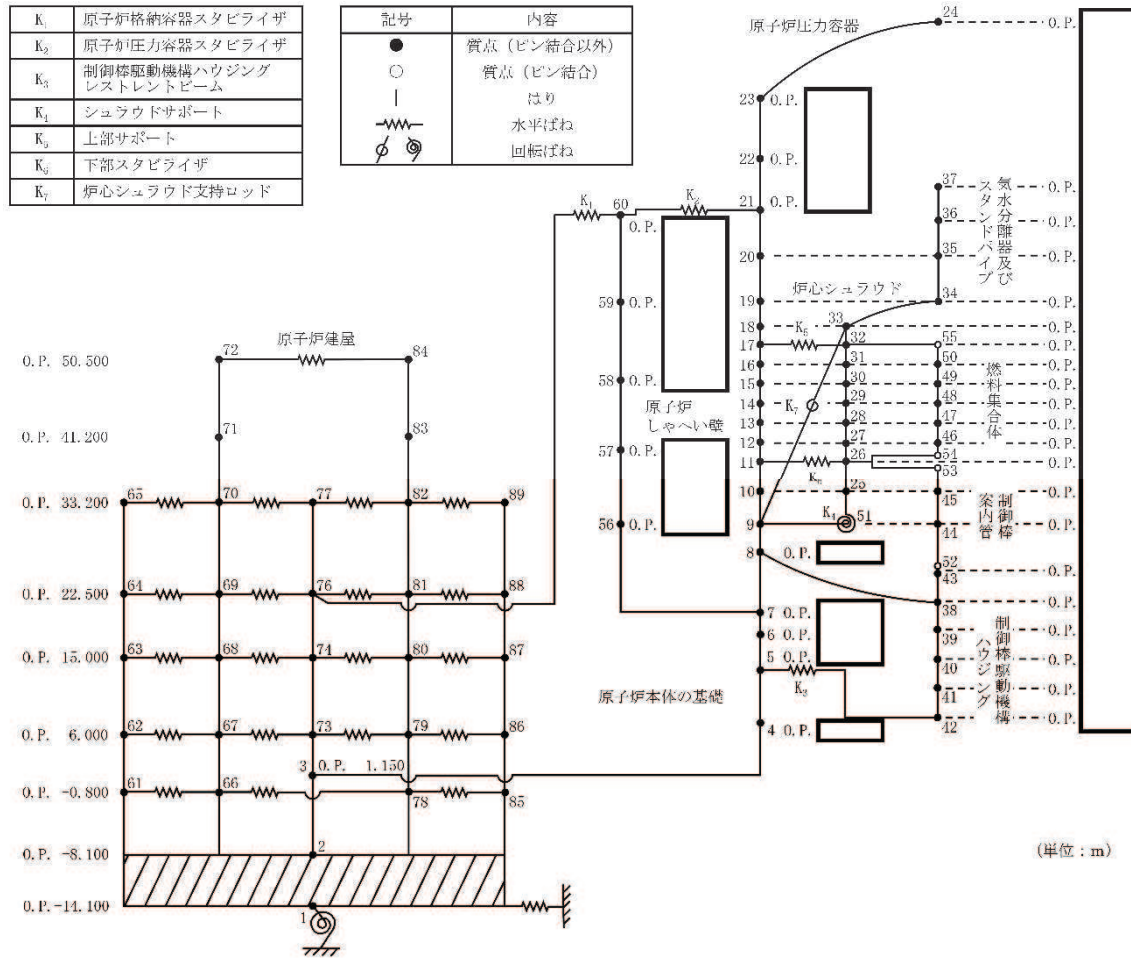 K₁ 原子炉格納容器スタビライザ
K₂ 原子炉圧力容器スタビライザ
K₃ 制御棒駆動機構ハウジング
レストレントビーム
K₄ シュラウドサポート
K₅ 上部サポート
K₆ 下部スタビライザ
K₇ 炉心シュラウド支持ロッド
記号 内容
質点（ピン結合以外）
質点（ピン結合）
はり
水平ばね
回転ばね
原子炉圧力容器
24 O.P.
23 O.P.
22
21 O.P.
K₁ 60 K₂
O.P.
37 O.P.
36 O.P.
気水分離器及び
スタンドパイプ
20 35 O.P.
59 O.P.
19 炉心シュラウド 34 O.P.
18 33 O.P.
17 K₅ 32 55 O.P.
16 31 50 O.P.
15 30 49 O.P.
14 K₇ 29 48 O.P.
13 28 47 O.P.
12 27 46 O.P.
11 K₆ 26 54 O.P.
53
燃料集合体
10 25 45 O.P.
9 K₄ 51 44 O.P.
制御棒
案内管
58 O.P.
原子炉
しゃへい壁
57 O.P.
56 O.P.
8 O.P.
52
43 O.P.
38 O.P.
7 O.P.
6 O.P.
39 O.P.
5 O.P.
40 O.P.
K₃
41 O.P.
4 O.P.
42 O.P.
制御棒駆動機構
ハウジング
原子炉本体の基礎
原子炉建屋
O.P. 50.500 72 84
O.P. 41.200 71 83
O.P. 33.200 65 70 77 82 89
O.P. 22.500 64 69 76 81 88
O.P. 15.000 63 68 74 80 87
O.P. 6.000 62 67 73 79 86
3 O.P. 1.150
O.P. -0.800 61 66 78 85
O.P. -8.100 2
O.P.-14.100 1
(単位：m)